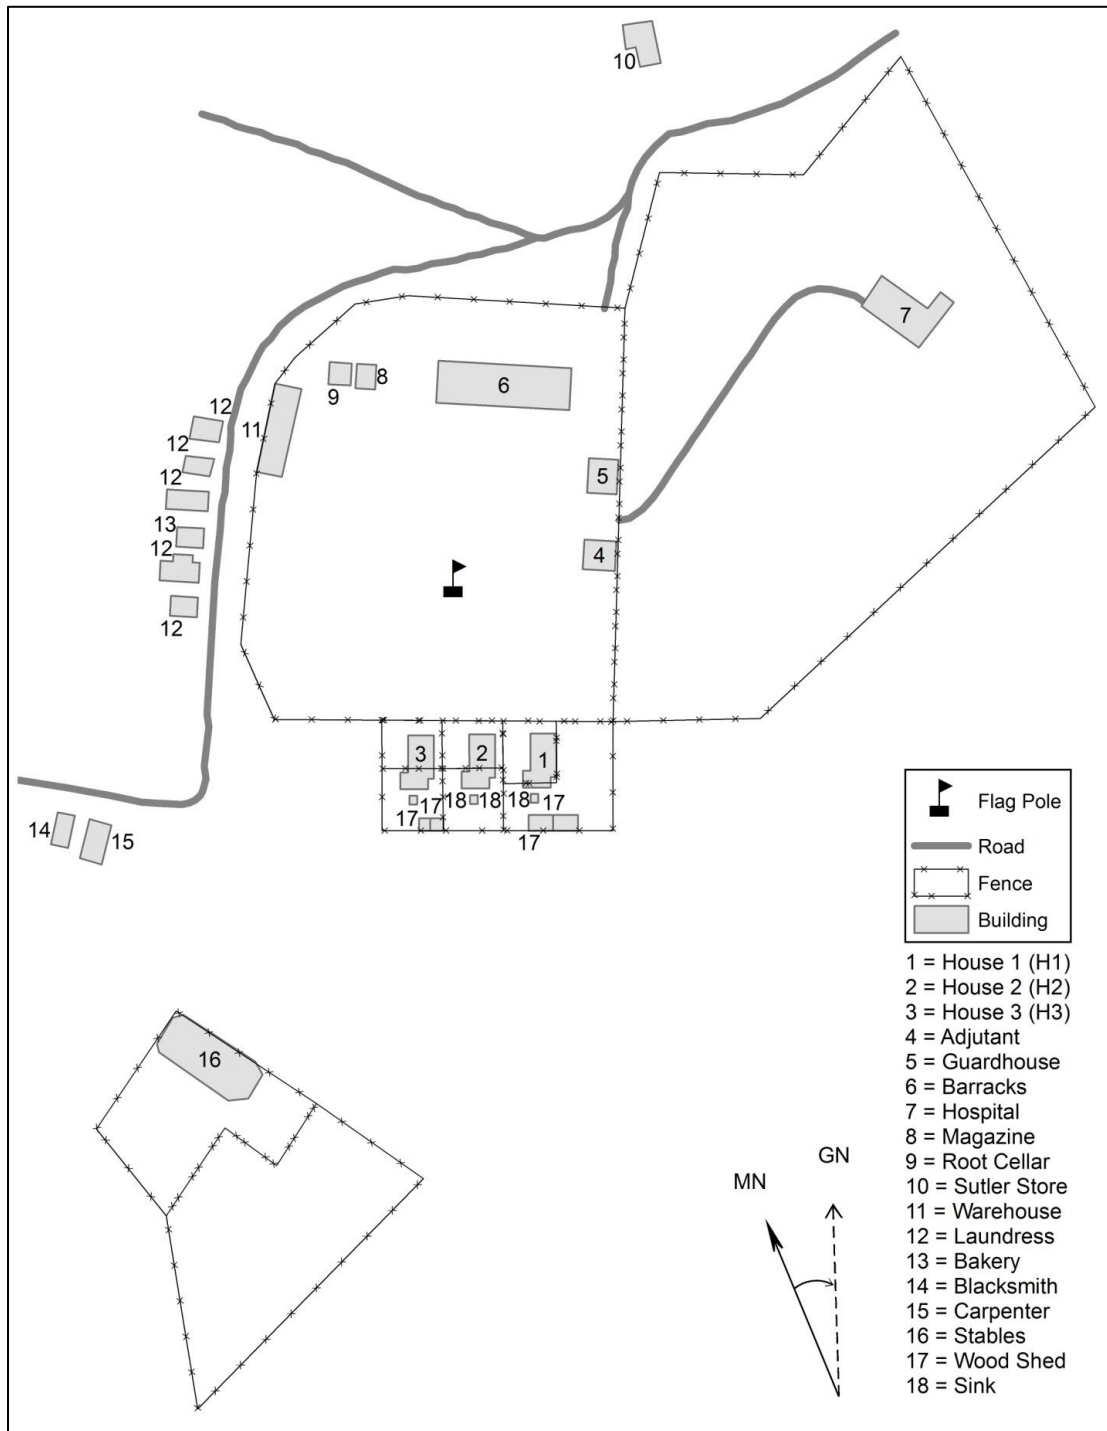 10
7
6
9
8
12
11
12
12
5
13
12
4
12
3
2
1
17
17
18
18
18
17
17
14
15
16
Flag Pole
Road
Fence
Building
1 = House 1 (H1)
2 = House 2 (H2)
3 = House 3 (H3)
4 = Adjutant
5 = Guardhouse
6 = Barracks
7 = Hospital
8 = Magazine
9 = Root Cellar
10 = Sutler Store
11 = Warehouse
12 = Laundress
13 = Bakery
14 = Blacksmith
15 = Carpenter
16 = Stables
17 = Wood Shed
18 = Sink
MN
GN